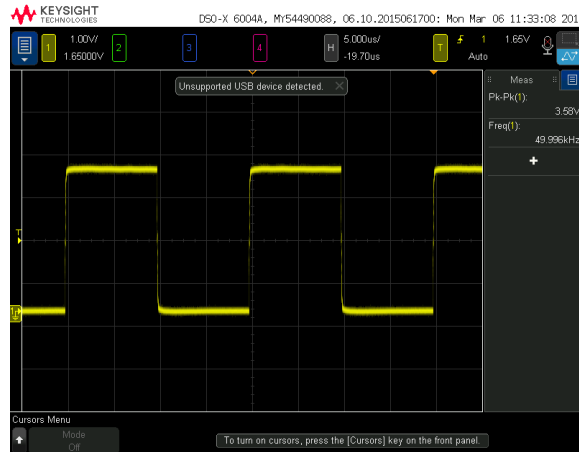 KEYSIGHT
TECHNOLOGIES
DSO-X 6004A, MY54490088, 06.10.2015061700: Mon Mar 06 11:33:08 201
1 1.00V/ 1.65000V 2 3 4 H 5.000us/ -19.70us T 1 1.65V Auto
Unsupported USB device detected.
Meas
Pk-Pk(1):
3.58V
Freq(1):
49.996kHz
T
1
Cursors Menu
Mode
Off
To turn on cursors, press the [Cursors] key on the front panel.